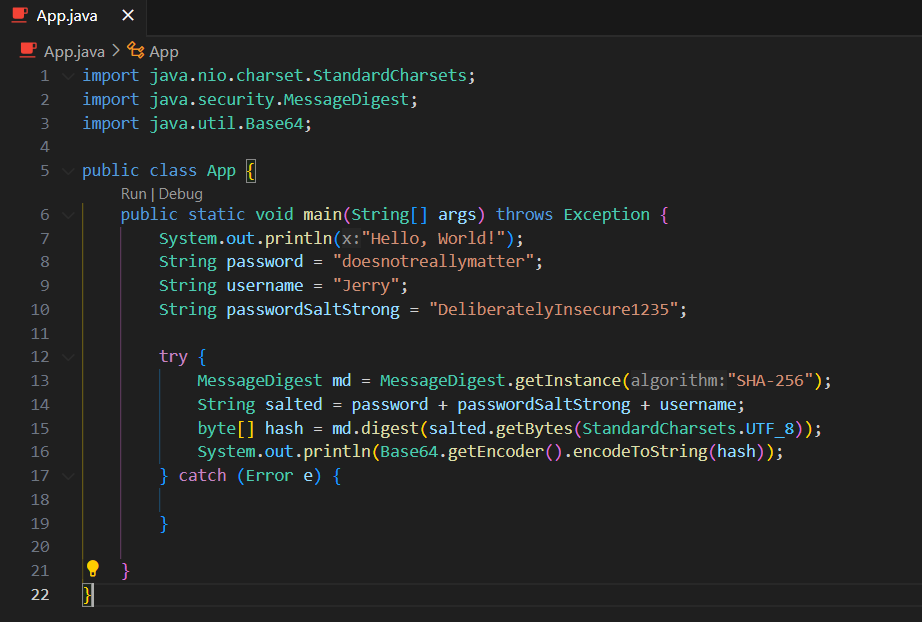 App.java ×
App.java > App
1 import java.nio.charset.StandardCharsets;
2 import java.security.MessageDigest;
3 import java.util.Base64;
4
5 public class App {
Run | Debug
6 public static void main(String[] args) throws Exception {
7 System.out.println(x:"Hello, World!");
8 String password = "doesnotreallymatter";
9 String username = "Jerry";
10 String passwordSaltStrong = "DeliberatelyInsecure1235";
11
12 try {
13 MessageDigest md = MessageDigest.getInstance(algorithm:"SHA-256");
14 String salted = password + passwordSaltStrong + username;
15 byte[] hash = md.digest(salted.getBytes(StandardCharsets.UTF_8));
16 System.out.println(Base64.getEncoder().encodeToString(hash));
17 } catch (Error e) {
18
19 }
20
21 }
22 }